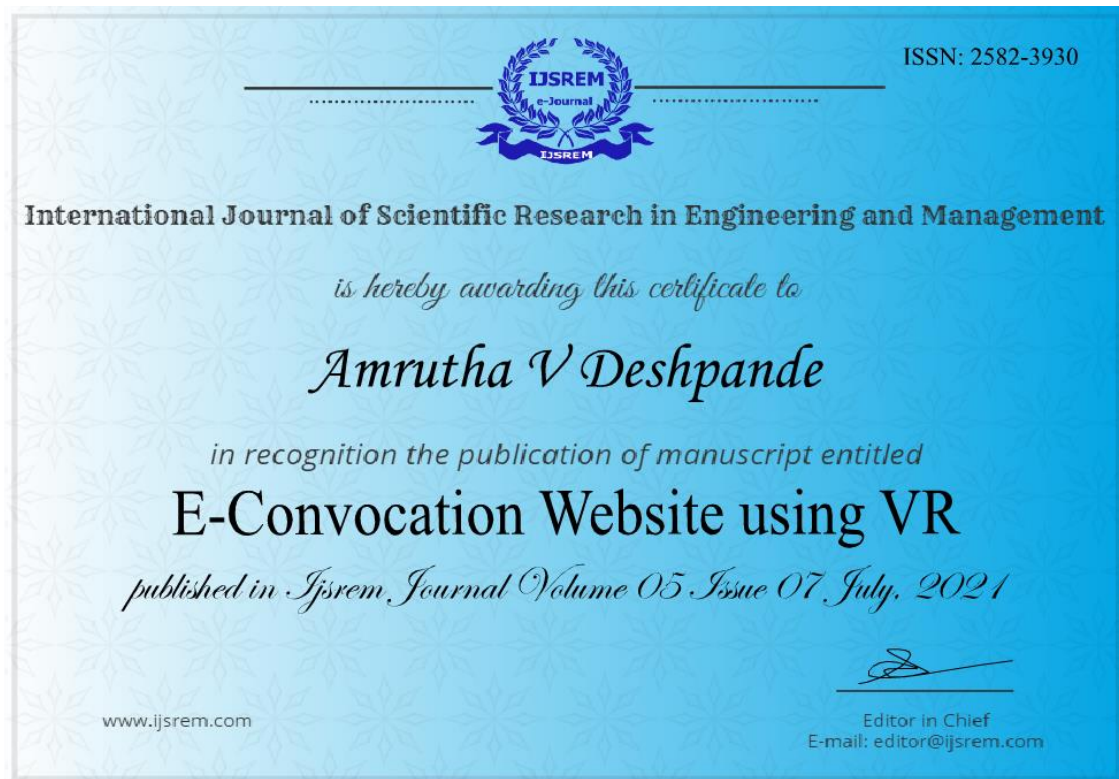 ISSN: 2582-3930
IJSREM
e-Journal
IJSREM
International Journal of Scientific Research in Engineering and Management
is hereby awarding this certificate to
Amrutha V Deshpande
in recognition the publication of manuscript entitled
E-Convocation Website using VR
published in Ijsrem Journal Volume 05 Issue 07 July, 2021
www.ijsrem.com
Editor in Chief
E-mail: editor@ijsrem.com